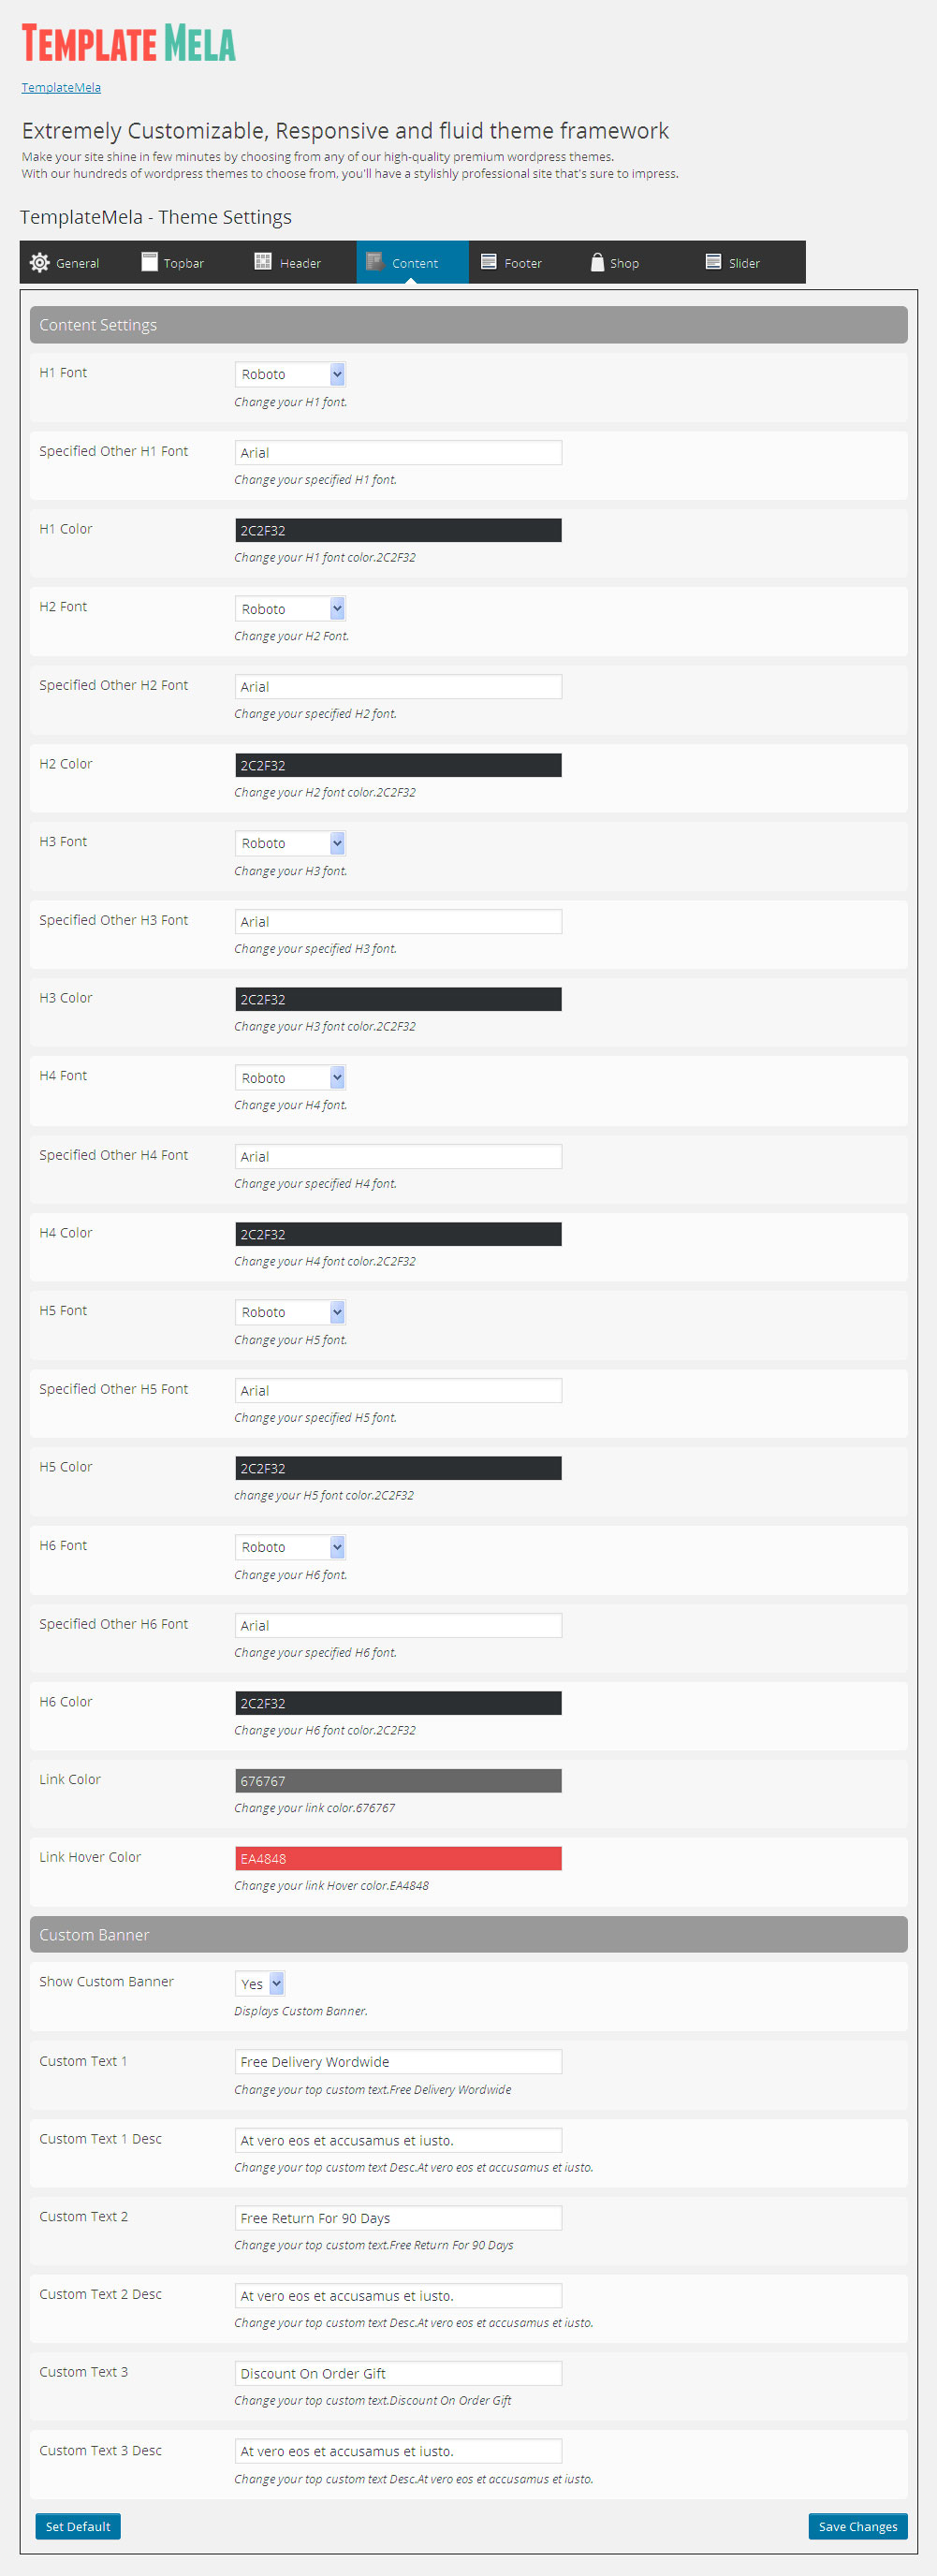 TEMPLATE MELA
TemplateMela
Extremely Customizable, Responsive and fluid theme framework
Make your site shine in few minutes by choosing from any of our high-quality premium wordpress themes.
With our hundreds of wordpress themes to choose from, you'll have a stylishly professional site that's sure to impress.
TemplateMela - Theme Settings
General Topbar Header Content Footer Shop Slider
Content Settings
H1 Font Roboto
Change your H1 font.
Specified Other H1 Font Arial
Change your specified H1 font.
H1 Color 2C2F32
Change your H1 font color.2C2F32
H2 Font Roboto
Change your H2 Font.
Specified Other H2 Font Arial
Change your specified H2 font.
H2 Color 2C2F32
Change your H2 font color.2C2F32
H3 Font Roboto
Change your H3 font.
Specified Other H3 Font Arial
Change your specified H3 font.
H3 Color 2C2F32
Change your H3 font color.2C2F32
H4 Font Roboto
Change your H4 font.
Specified Other H4 Font Arial
Change your specified H4 font.
H4 Color 2C2F32
Change your H4 font color.2C2F32
H5 Font Roboto
Change your H5 font.
Specified Other H5 Font Arial
Change your specified H5 font.
H5 Color 2C2F32
change your H5 font color.2C2F32
H6 Font Roboto
Change your H6 font.
Specified Other H6 Font Arial
Change your specified H6 font.
H6 Color 2C2F32
Change your H6 font color.2C2F32
Link Color 676767
Change your link color.676767
Link Hover Color EA4848
Change your link Hover color.EA4848
Custom Banner
Show Custom Banner Yes
Displays Custom Banner.
Custom Text 1 Free Delivery Wordwide
Change your top custom text.Free Delivery Wordwide
Custom Text 1 Desc At vero eos et accusamus et iusto.
Change your top custom text Desc.At vero eos et accusamus et iusto.
Custom Text 2 Free Return For 90 Days
Change your top custom text.Free Return For 90 Days
Custom Text 2 Desc At vero eos et accusamus et iusto.
Change your top custom text Desc.At vero eos et accusamus et iusto.
Custom Text 3 Discount On Order Gift
Change your top custom text.Discount On Order Gift
Custom Text 3 Desc At vero eos et accusamus et iusto.
Change your top custom text Desc.At vero eos et accusamus et iusto.
Set Default Save Changes